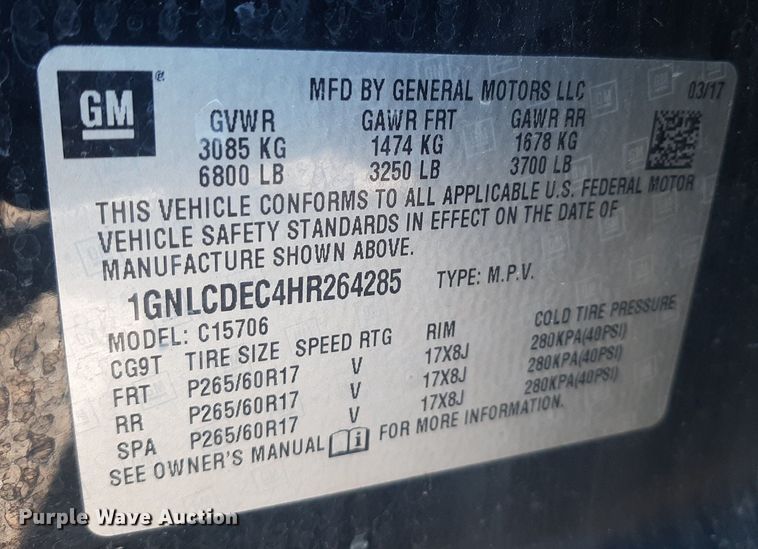 GM
MFD BY GENERAL MOTORS LLC 03/17
GVWR GAWR FRT GAWR RR
3085 KG 1474 KG 1678 KG
6800 LB 3250 LB 3700 LB
THIS VEHICLE CONFORMS TO ALL APPLICABLE U.S. FEDERAL MOTOR
VEHICLE SAFETY STANDARDS IN EFFECT ON THE DATE OF
MANUFACTURE SHOWN ABOVE.
1GNLCDEC4HR264285 TYPE: M.P.V.
MODEL: C15706
CG9T TIRE SIZE SPEED RTG RIM COLD TIRE PRESSURE
FRT P265/60R17 V 17X8J 280KPA(40PSI)
RR P265/60R17 V 17X8J 280KPA(40PSI)
SPA P265/60R17 V 17X8J 280KPA(40PSI)
SEE OWNER'S MANUAL i FOR MORE INFORMATION.
Purple Wave Auction